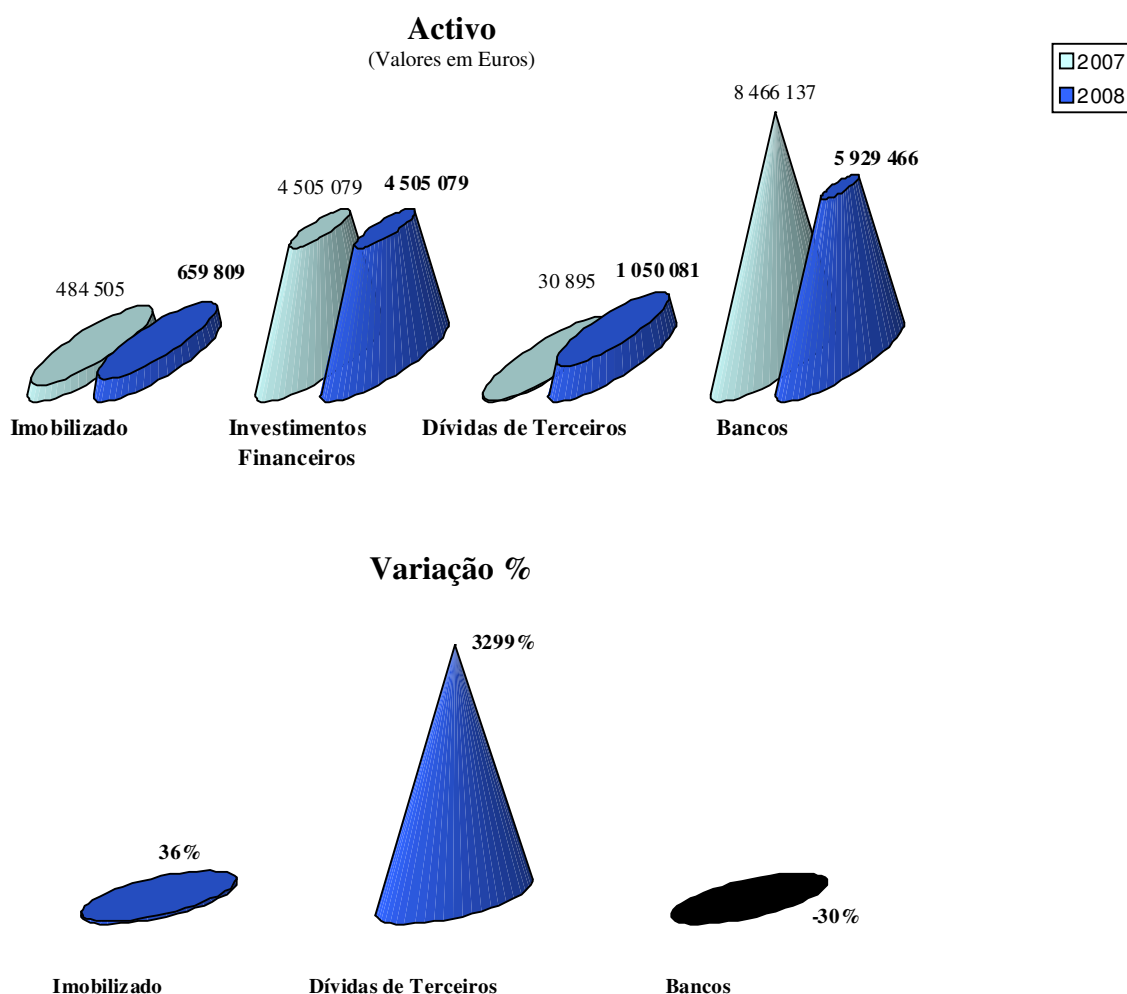 Activo
(Valores em Euros)
2007
2008
8 466 137
5 929 466
4 505 079
4 505 079
484 505
659 809
30 895
1 050 081
Imobilizado
Investimentos
Financeiros
Dívidas de Terceiros
Bancos
Variação %
3299%
36%
-30%
Imobilizado
Dívidas de Terceiros
Bancos